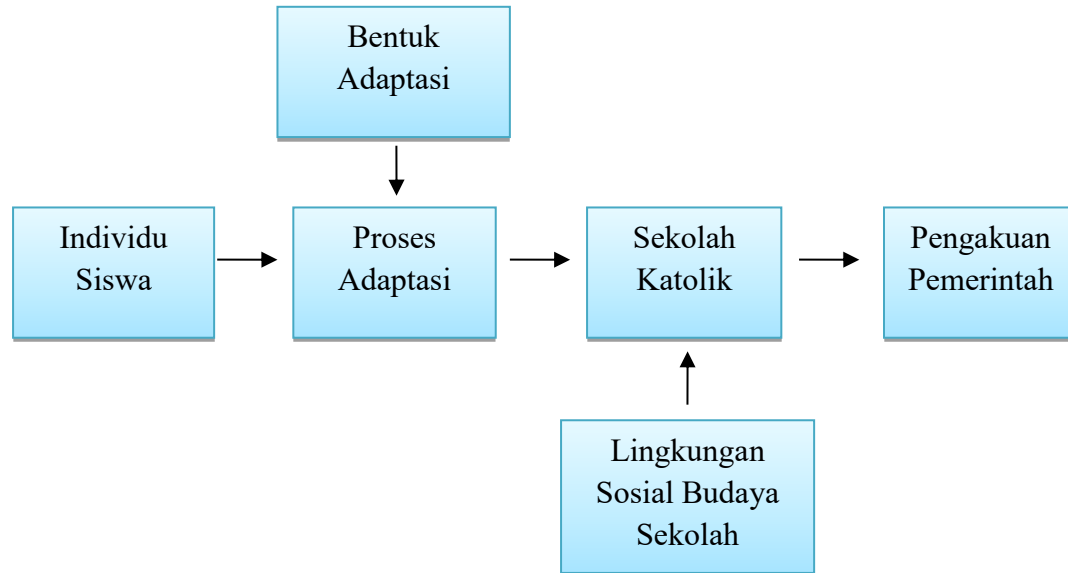 Bentuk
Adaptasi
Individu
Siswa
Proses
Adaptasi
Sekolah
Katolik
Pengakuan
Pemerintah
Lingkungan
Sosial Budaya
Sekolah